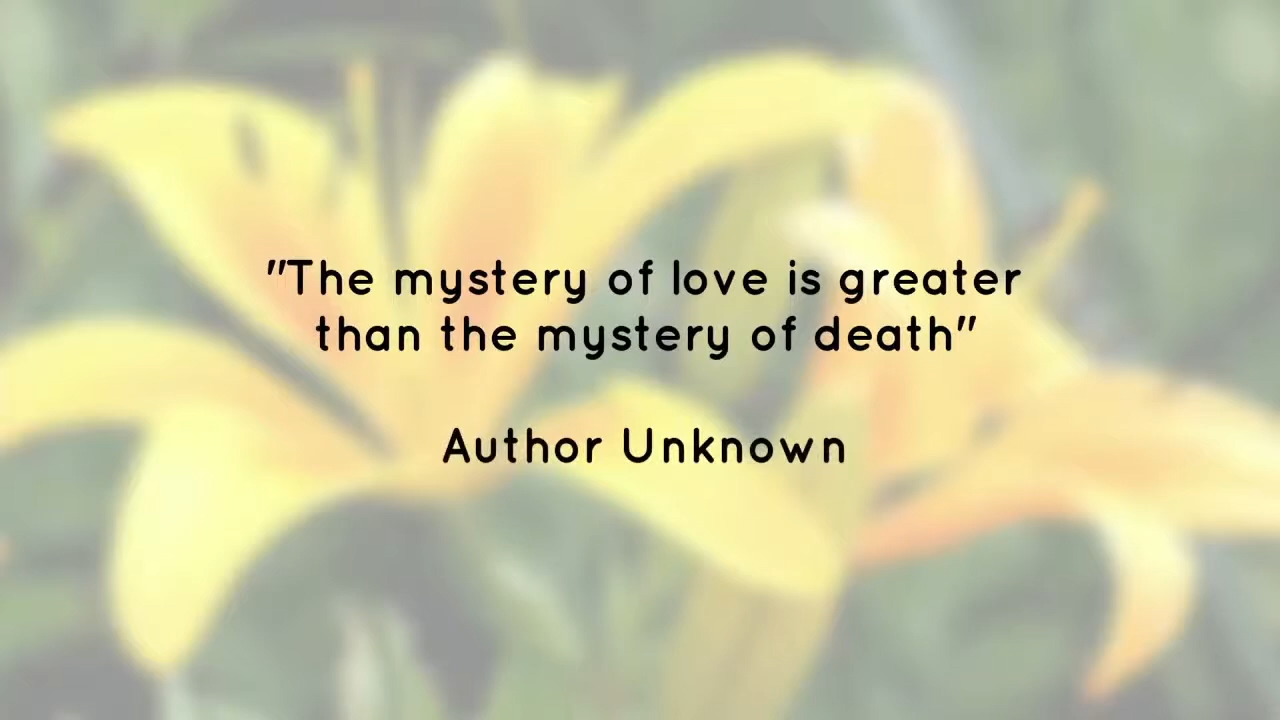 "The mystery of love is greater
than the mystery of death"
Author Unknown